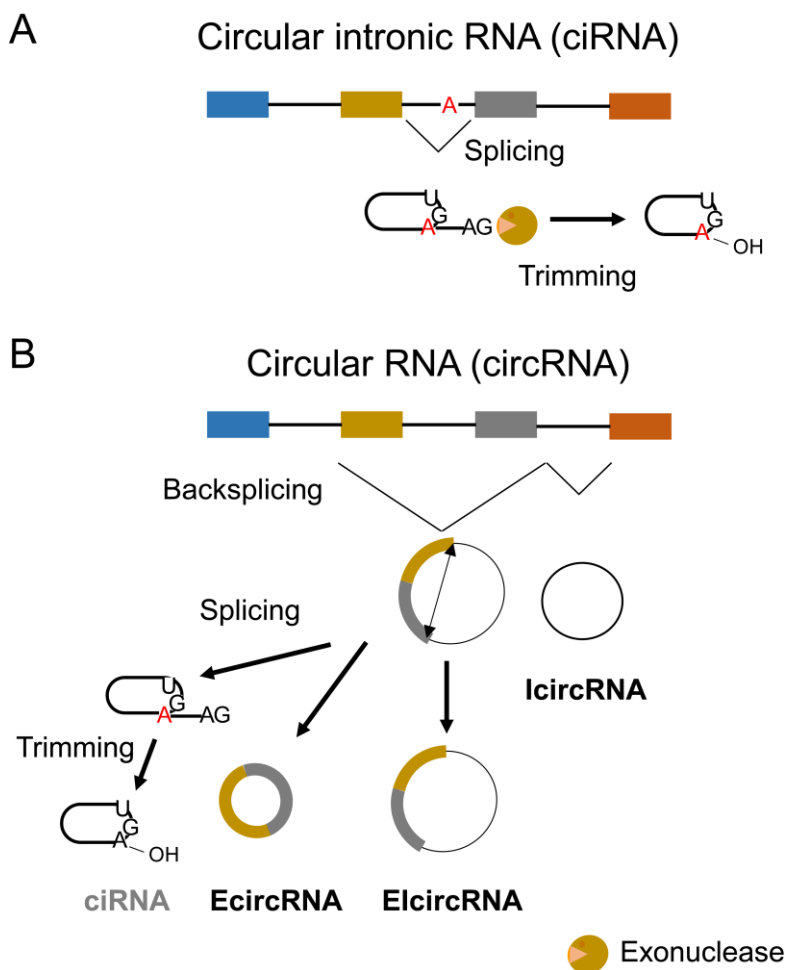 A
Circular intronic RNA (ciRNA)
A
Splicing
U
G
A AG
U
G
A OH
Trimming
B
Circular RNA (circRNA)
Backsplicing
Splicing
IcircRNA
U
G
A AG
Trimming
U
G
A OH
ciRNA EcircRNA EIcircRNA
Exonuclease